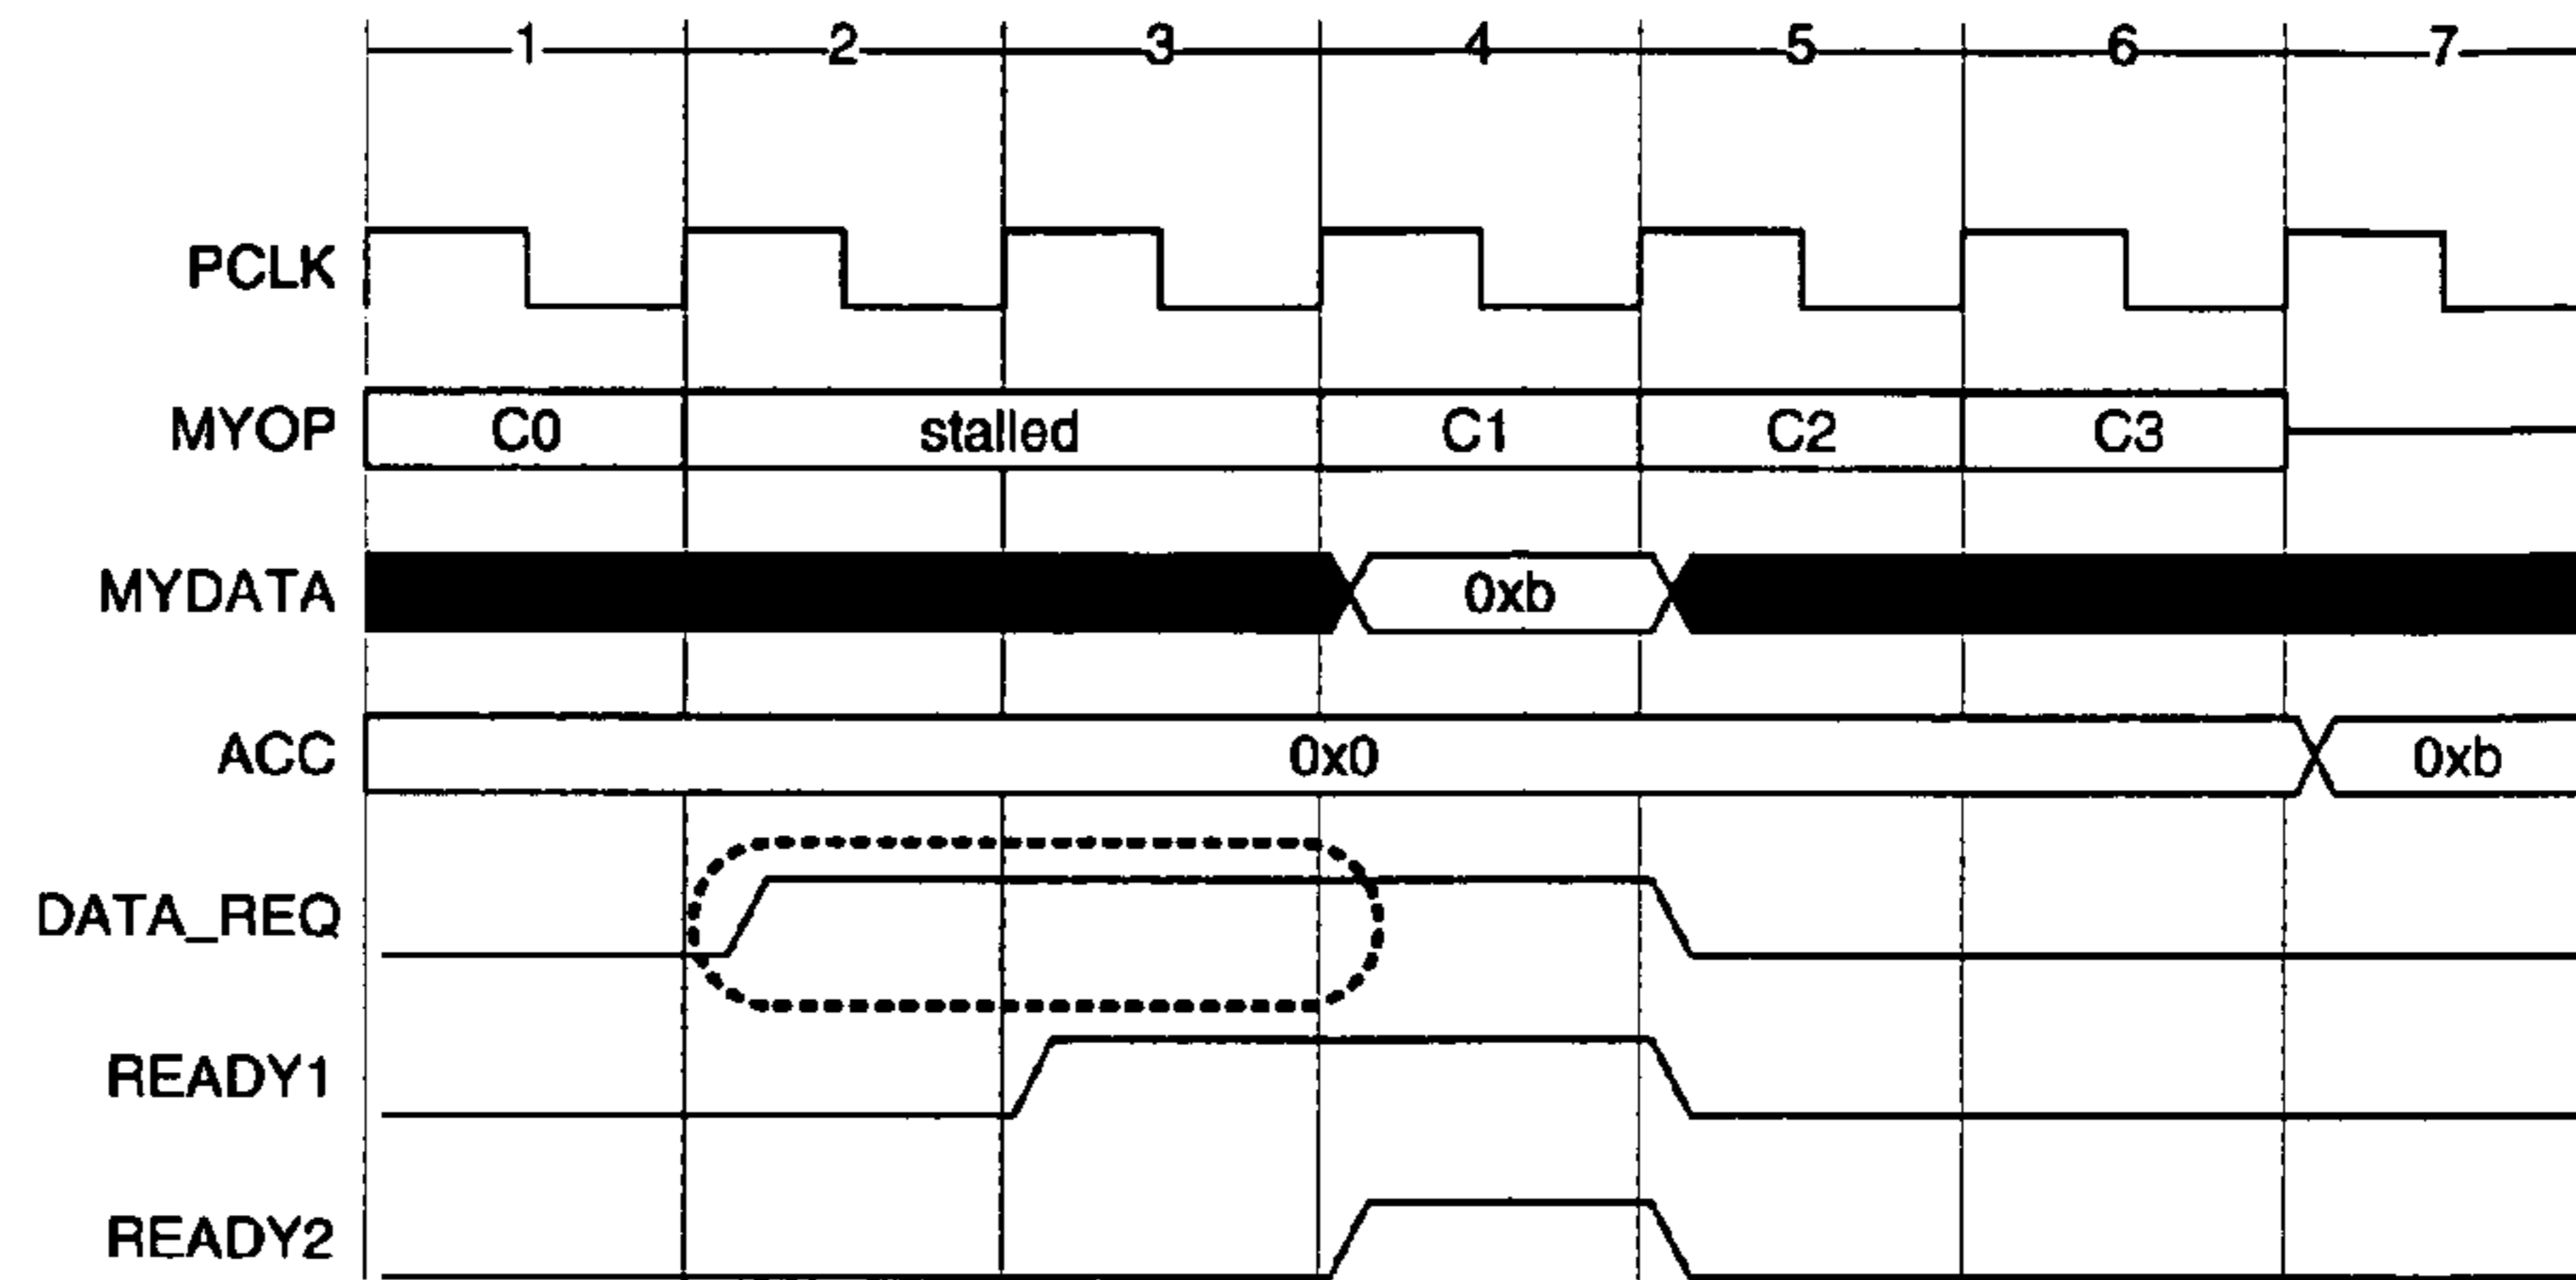 1 2 3 4 5 6 7
PCLK
MYOP C0 stalled C1 C2 C3
MYDATA 0xb
ACC 0x0 0xb
DATA_REQ
READY1
READY2